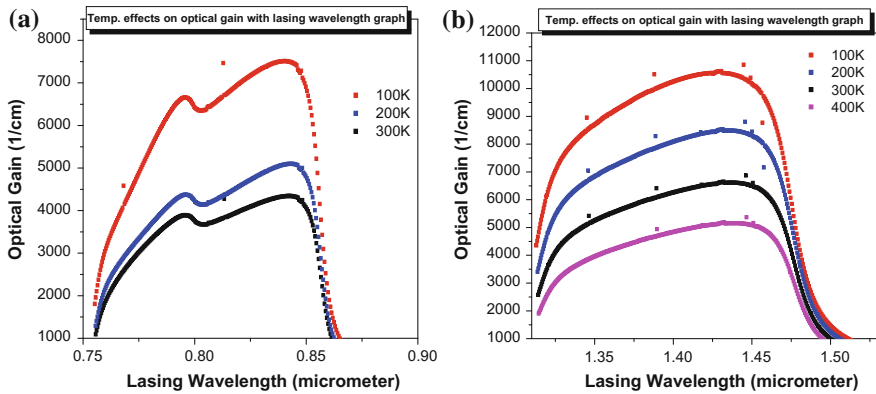 (a)
Temp. effects on optical gain with lasing wavelength graph
8000
7000
6000
5000
4000
3000
2000
1000
Optical Gain (1/cm)
100K
200K
300K
0.75
0.80
0.85
0.90
Lasing Wavelength (micrometer)
(b)
Temp. effects on optical gain with lasing wavelength graph
12000
11000
10000
9000
8000
7000
6000
5000
4000
3000
2000
1000
Optical Gain (1/cm)
100K
200K
300K
400K
1.35
1.40
1.45
1.50
Lasing Wavelength (micrometer)